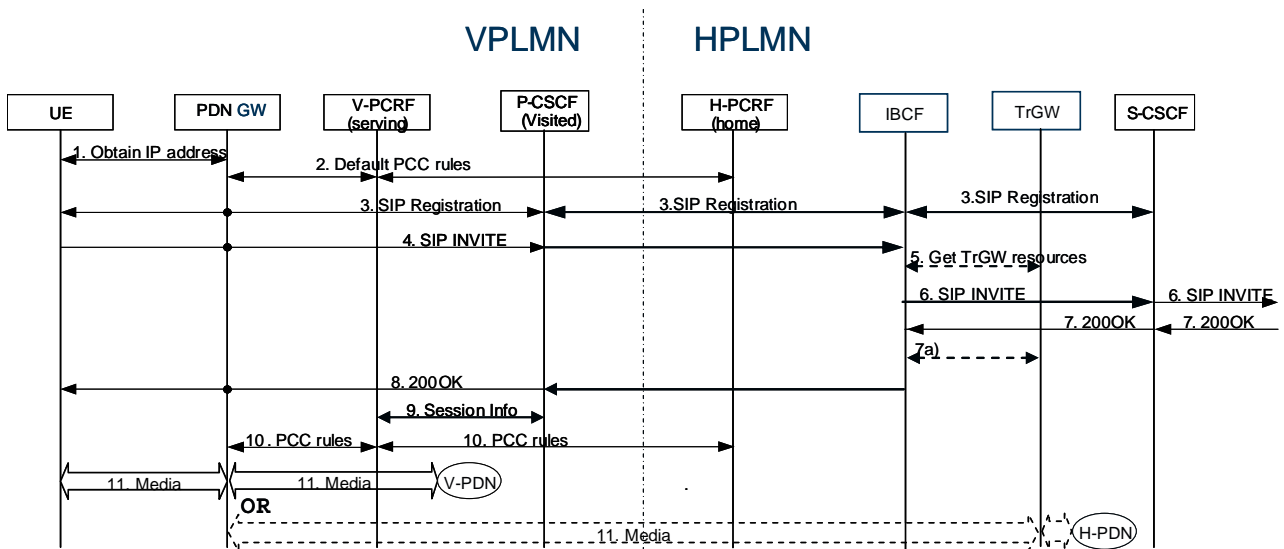 VPLMN
HPLMN
UE
PDN GW
V-PCRF
(serving)
P-CSCF
(Visited)
H-PCRF
(home)
IBCF
TrGW
S-CSCF
1. Obtain IP address
2. Default PCC rules
3. SIP Registration
3.SIP Registration
3.SIP Registration
4. SIP INVITE
5. Get TrGW resources
6. SIP INVITE
6. SIP INVITE
7. 200OK
7. 200OK
7a)
8. 200OK
9. Session Info
10 . PCC rules
10. PCC rules
11. Media
11. Media
V-PDN
OR
11. Media
H-PDN